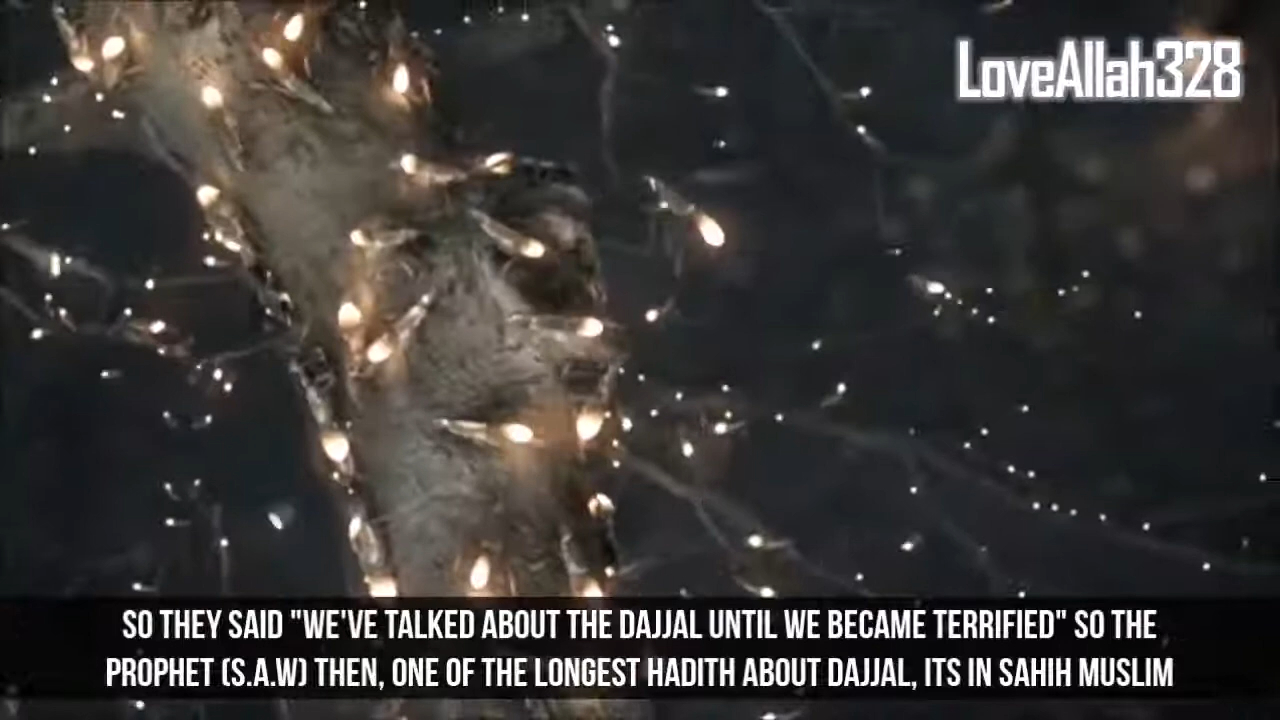 LoveAllah328
SO THEY SAID "WE'VE TALKED ABOUT THE DAJJAL UNTIL WE BECAME TERRIFIED" SO THE
PROPHET (S.A.W) THEN, ONE OF THE LONGEST HADITH ABOUT DAJJAL, ITS IN SAHIH MUSLIM